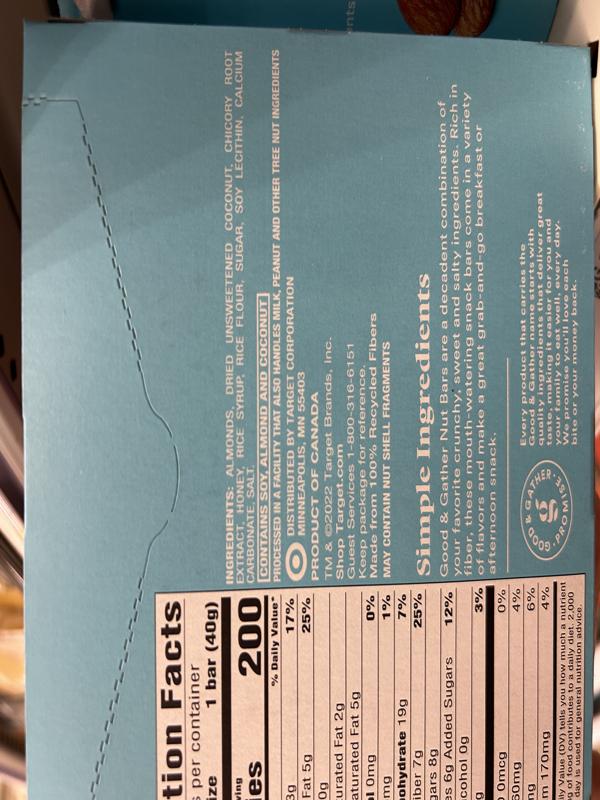 INGREDIENTS: ALMONDS, DRIED UNSWEETENED COCONUT, CHICORY ROOT
EXTRACT, HONEY, RICE SYRUP, RICE FLOUR, SUGAR, SOY LECITHIN, CALCIUM
CARBONATE, SALT.
CONTAINS SOY, ALMOND AND COCONUT
PROCESSED IN A FACILITY THAT ALSO HANDLES MILK, PEANUT AND OTHER TREE NUT INGREDIENTS
DISTRIBUTED BY TARGET CORPORATION
MINNEAPOLIS, MN 55403
PRODUCT OF CANADA
TM & ©2022 Target Brands, Inc.
Shop Target.com
Guest Services 1-800-316-6151
Keep package for reference.
Made from 100% Recycled Fibers
MAY CONTAIN NUT SHELL FRAGMENTS
Simple Ingredients
Good & Gather Nut Bars are a decadent combination of
your favorite crunchy, sweet and salty ingredients. Rich in
fiber, these mouth-watering snack bars come in a variety
of flavors and make a great grab-and-go breakfast or
afternoon snack.
GOOD & GATHER
g
PROMISE
Every product that carries the
Good & Gather name starts with
quality ingredients that deliver great
taste, making it easier for you and
your family to eat well, every day.
We promise you'll love each
bite or your money back.
tion Facts
s per container
ize 1 bar (40g)
ving
ies 200
% Daily Value*
3g 17%
Fat 5g 25%
0g
urated Fat 2g
aturated Fat 5g
l 0mg 0%
mg 1%
ohydrate 19g 7%
iber 7g 25%
gars 8g
es 6g Added Sugars 12%
cohol 0g
g 3%
0mcg 0%
60mg 4%
ng 6%
m 170mg 4%
ily Value (DV) tells you how much a nutrient
ng of food contributes to a daily diet. 2,000
day is used for general nutrition advice.
nts